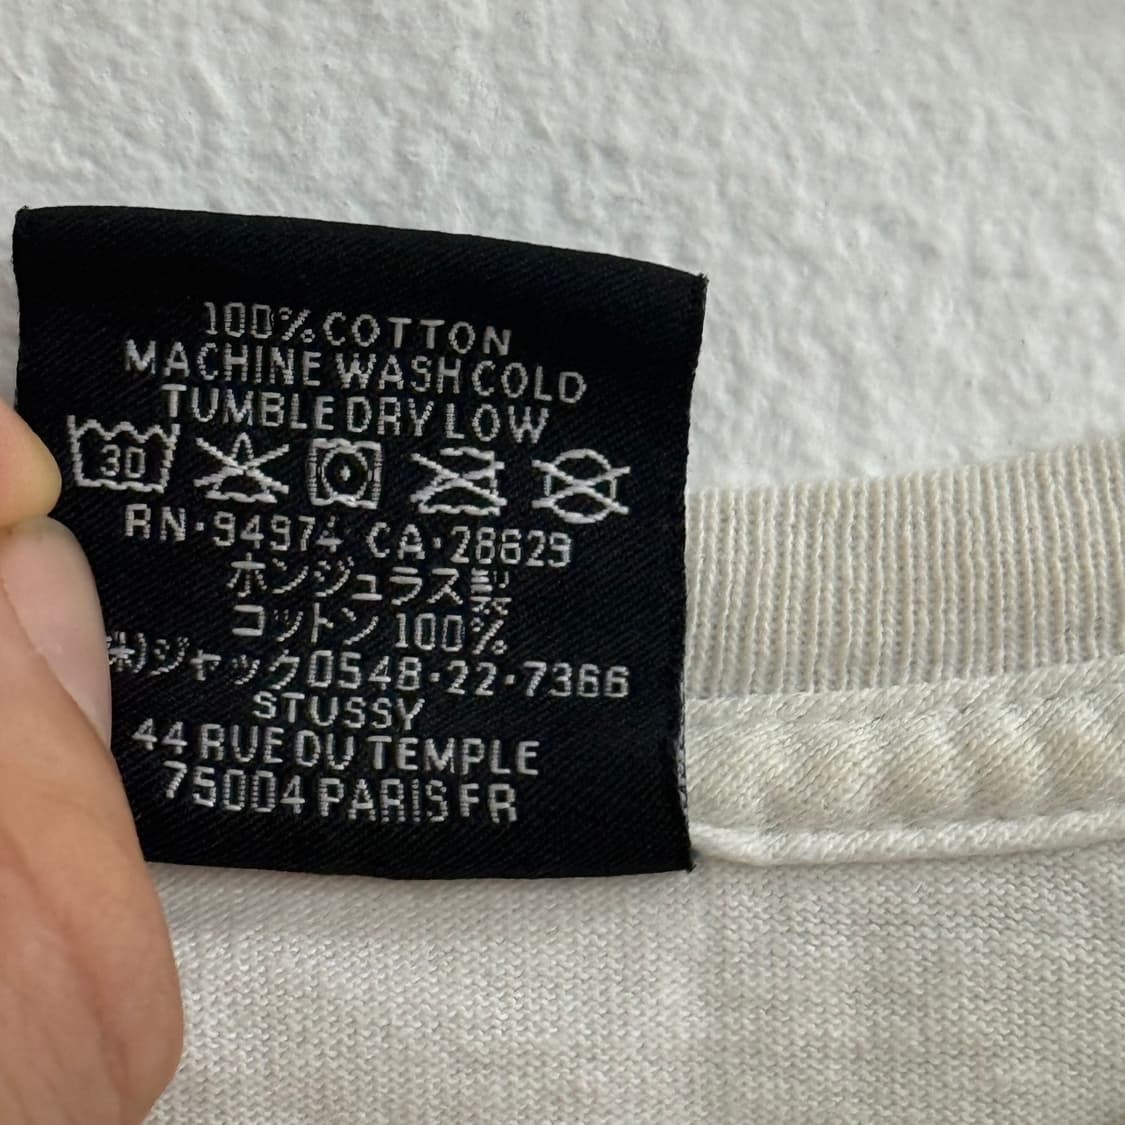 100% COTTON
MACHINE WASH COLD
TUMBLE DRY LOW
30
RN·94974 CA·28629
ホンジュラス製
コットン 100%
株)ジャック0548·22·7366
STUSSY
44 RUE DU TEMPLE
75004 PARIS FR